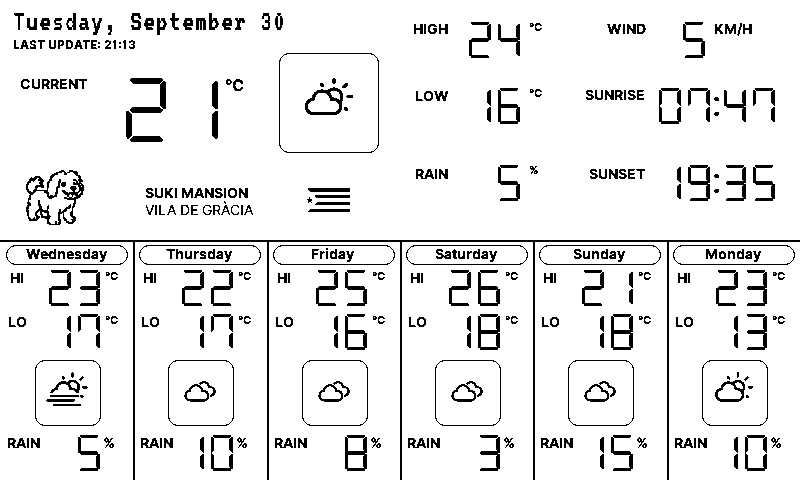 Tuesday, September 30
LAST UPDATE: 21:13
CURRENT 21 °C
HIGH 24 °C
WIND 5 KM/H
LOW 16 °C
SUNRISE 07:47
RAIN 5 %
SUNSET 19:35
SUKI MANSION
VILA DE GRÀCIA
Wednesday
HI 23 °C
LO 17 °C
RAIN 5 %
Thursday
HI 22 °C
LO 17 °C
RAIN 10 %
Friday
HI 25 °C
LO 16 °C
RAIN 8 %
Saturday
HI 26 °C
LO 18 °C
RAIN 3 %
Sunday
HI 21 °C
LO 18 °C
RAIN 15 %
Monday
HI 23 °C
LO 13 °C
RAIN 10 %